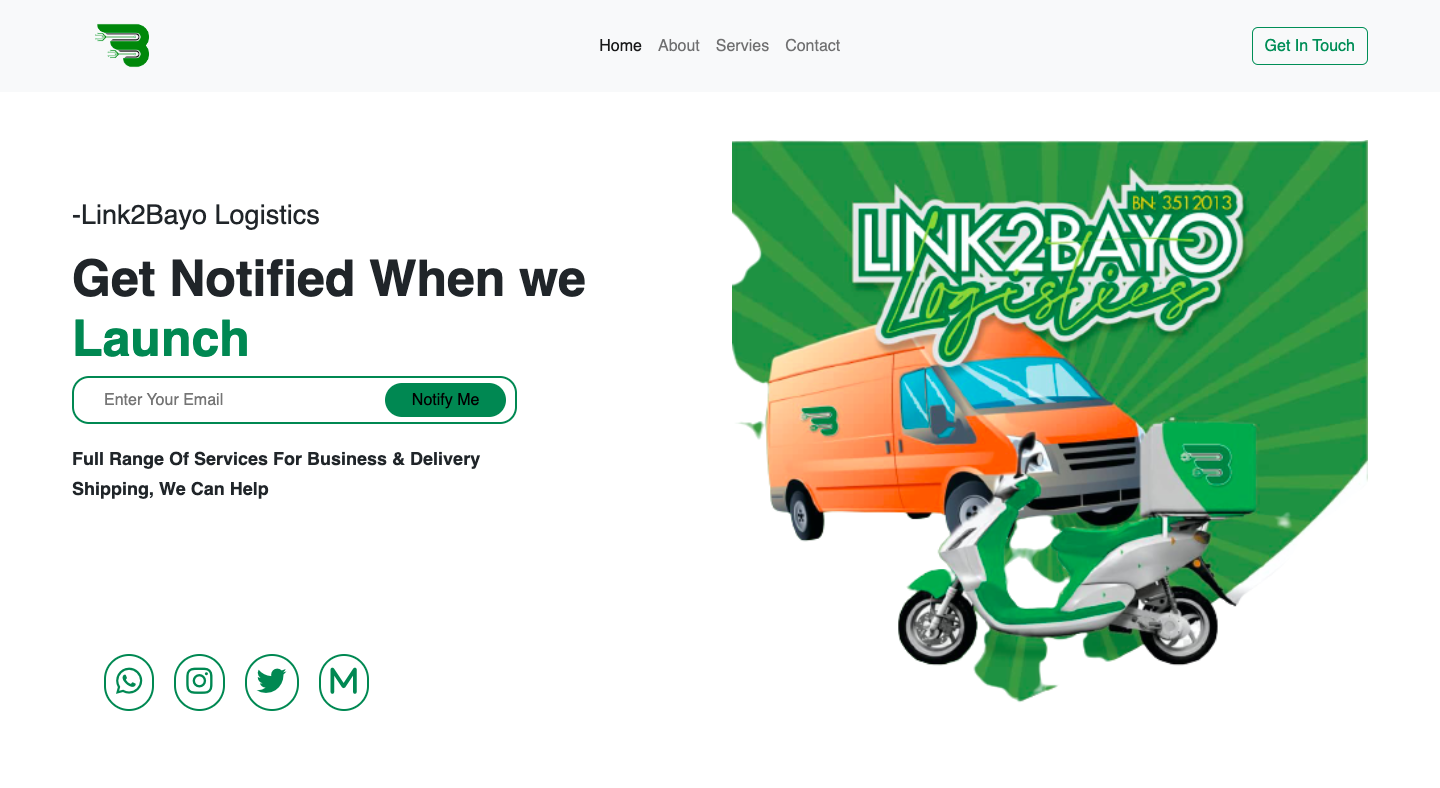 Home About Servies Contact
Get In Touch
-Link2Bayo Logistics
Get Notified When we
Launch
Enter Your Email
Notify Me
Full Range Of Services For Business & Delivery
Shipping, We Can Help
BN: 3512013
LINK2BAYO
Logistics